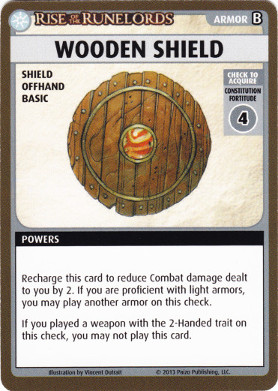 RISE OF THE RUNELORDS
ARMOR B
WOODEN SHIELD
SHIELD
OFFHAND
BASIC
CHECK TO
ACQUIRE
CONSTITUTION
FORTITUDE
4
POWERS
Recharge this card to reduce Combat damage dealt
to you by 2. If you are proficient with light armors,
you may play another armor on this check.
If you played a weapon with the 2-Handed trait on
this check, you may not play this card.
Illustration by Vincent Dutrait
© 2013 Paizo Publishing, LLC.